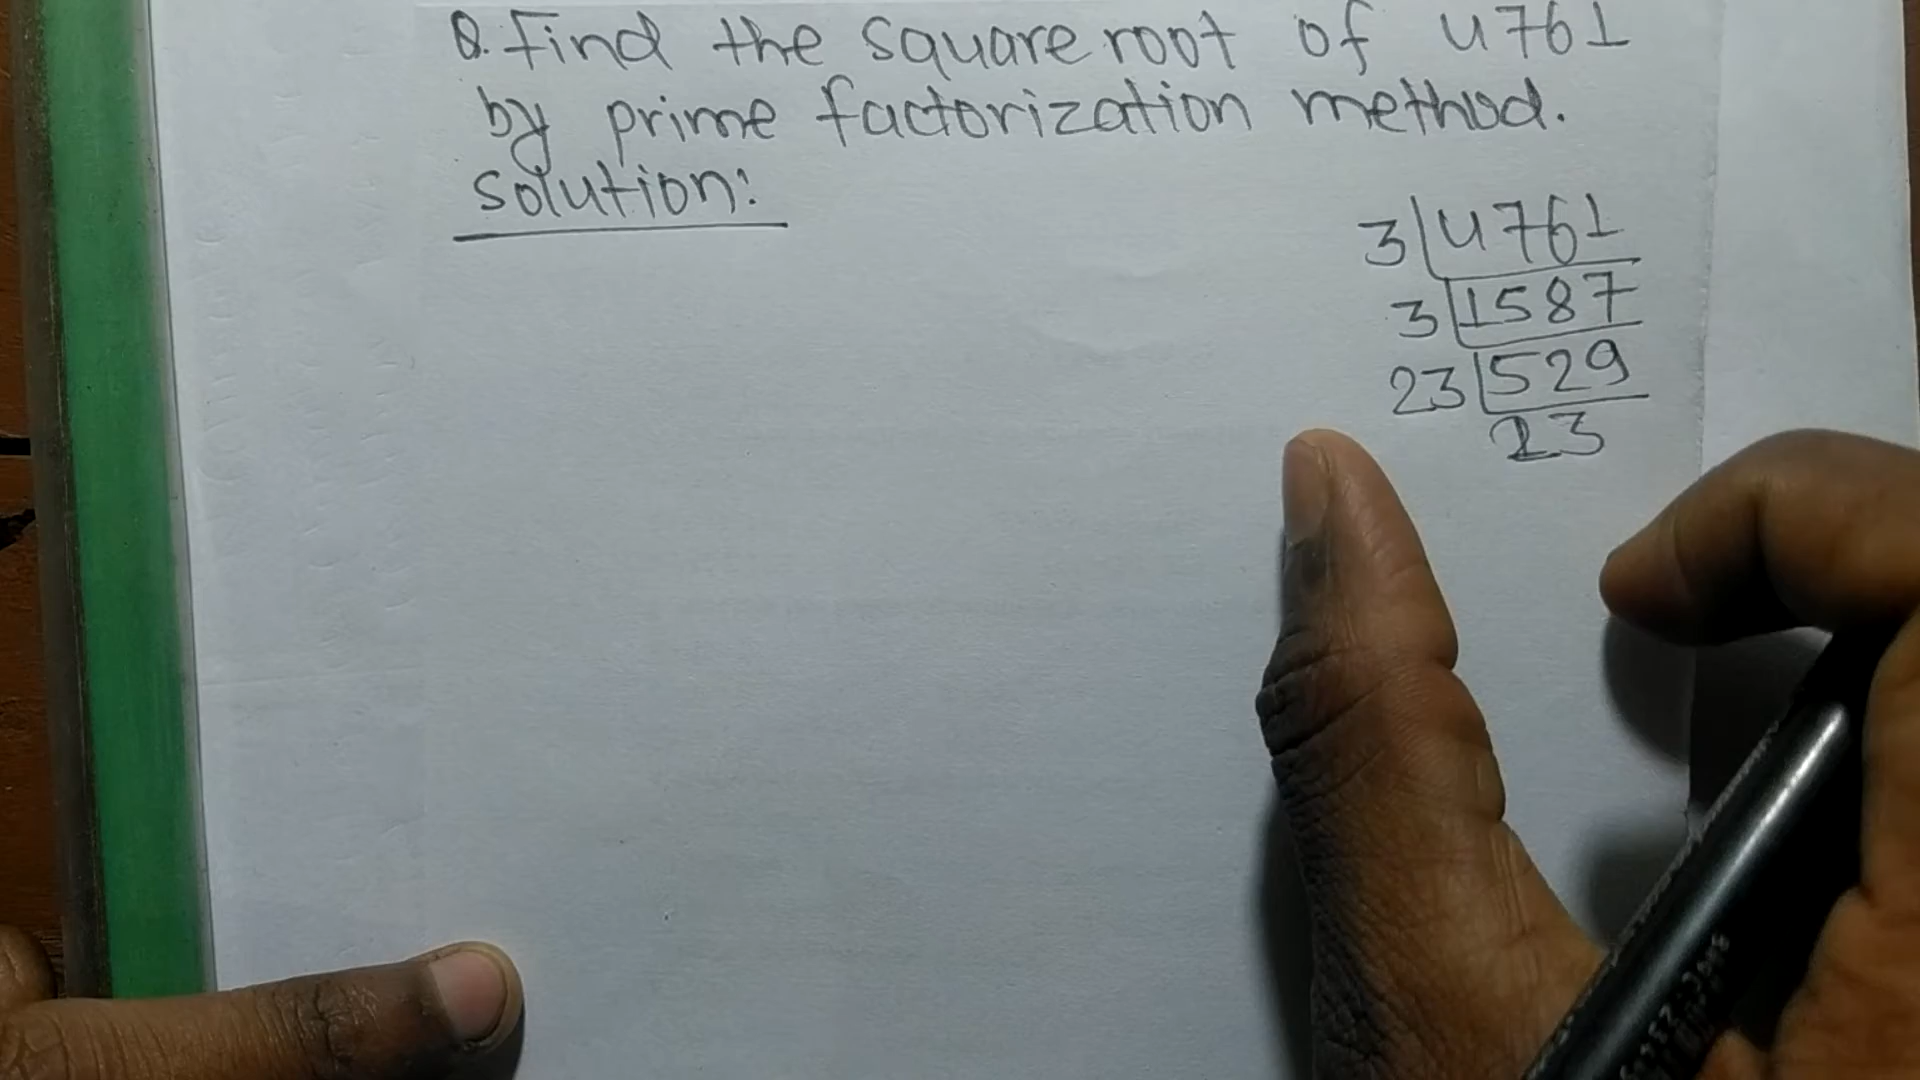 Q. Find the square root of 4761
by prime factorization method.
solution:
3 4761
3 1587
23 529
23